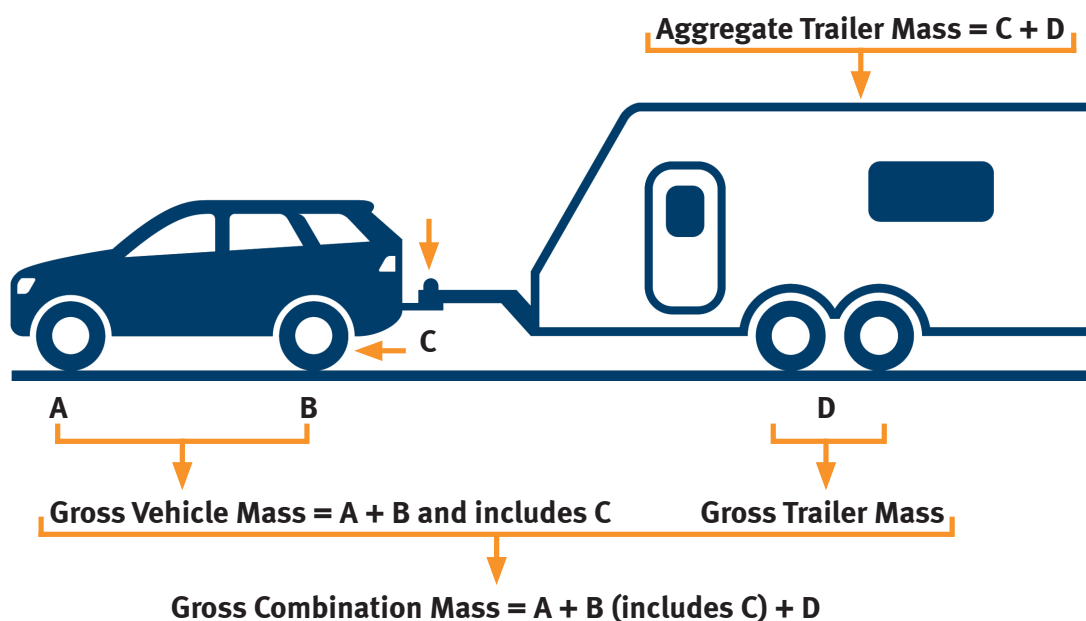 Aggregate Trailer Mass = C + D
C
A
B
D
Gross Vehicle Mass = A + B and includes C
Gross Trailer Mass
Gross Combination Mass = A + B (includes C) + D